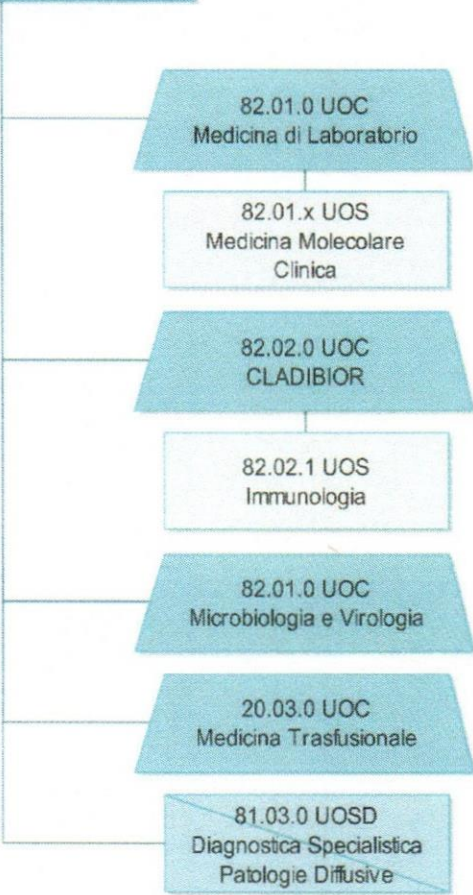 82.01.0 UOC
Medicina di Laboratorio
82.01.x UOS
Medicina Molecolare
Clinica
82.02.0 UOC
CLADIBIOR
82.02.1 UOS
Immunologia
82.01.0 UOC
Microbiologia e Virologia
20.03.0 UOC
Medicina Trasfusionale
81.03.0 UOSD
Diagnostica Specialistica
Patologie Diffusive